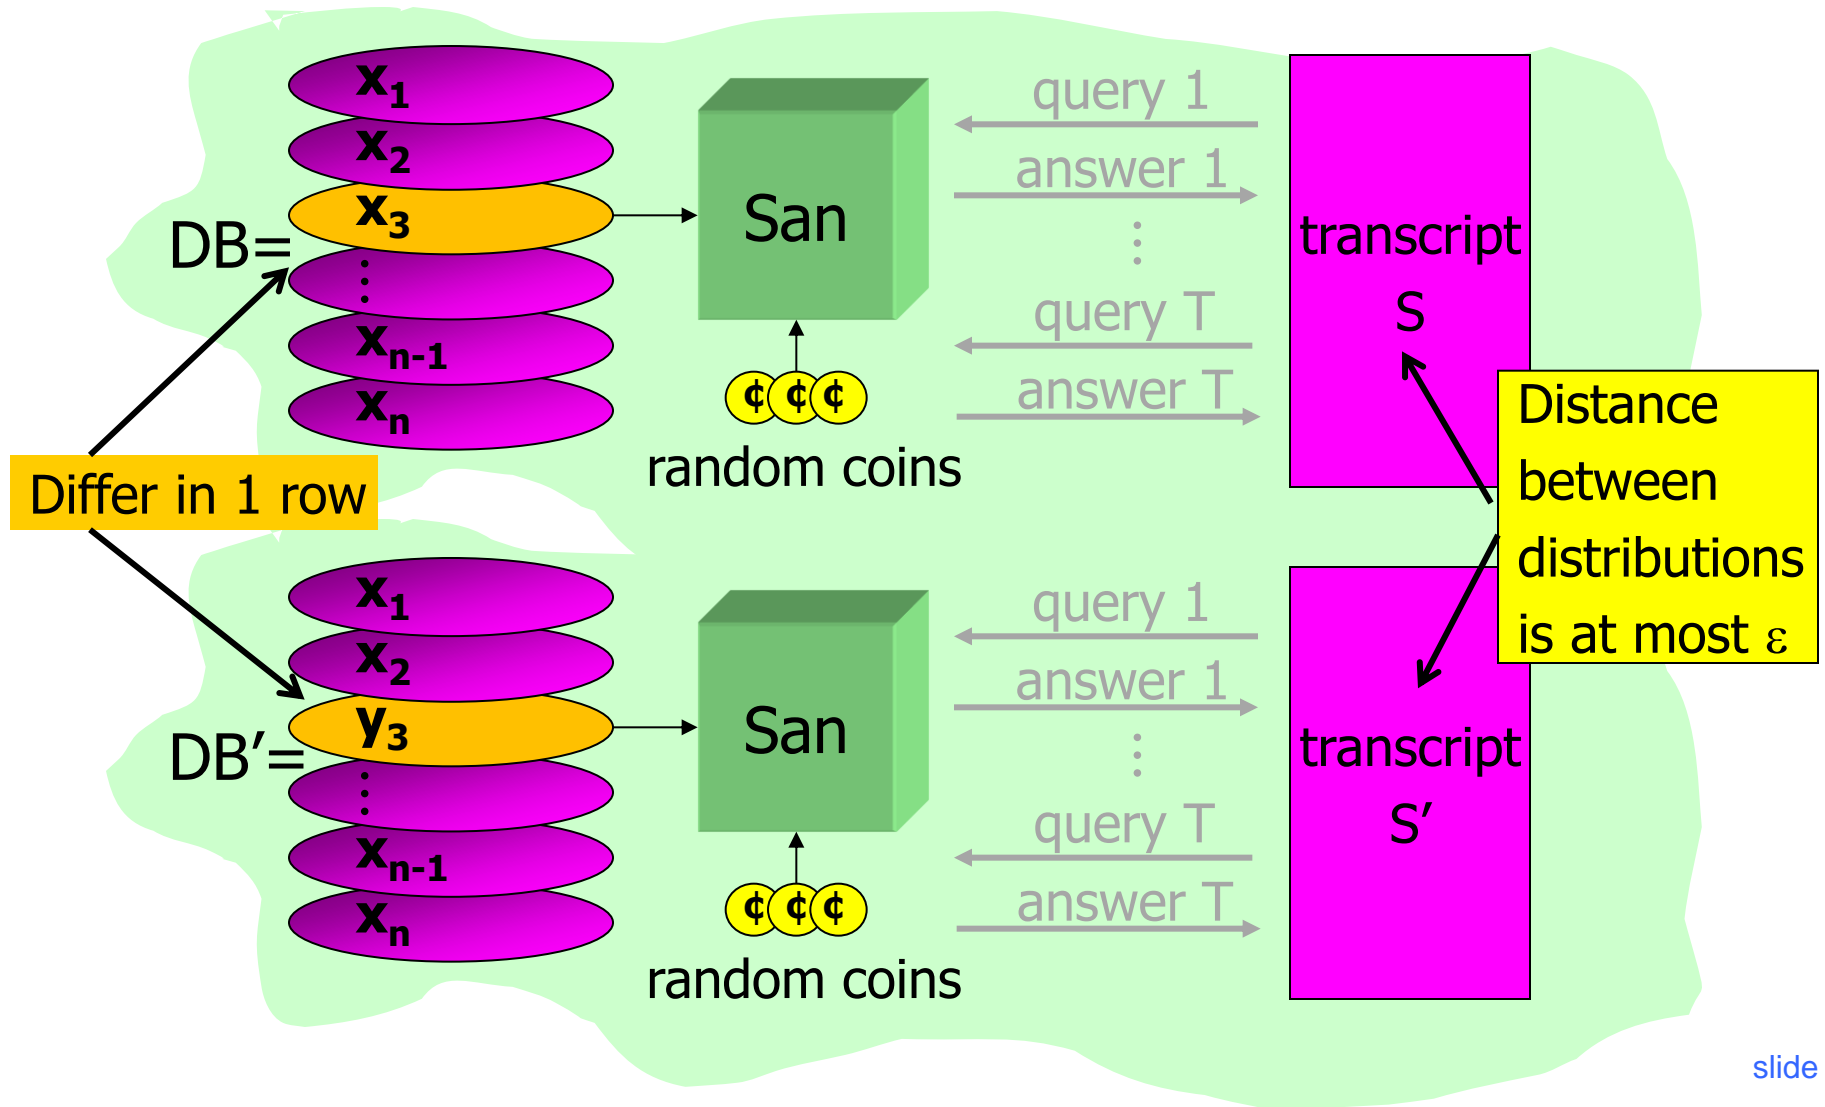 x1
x2
x3
DB=
⋮
xn-1
xn
San
¢ ¢ ¢
random coins
query 1
answer 1
⋮
query T
answer T
transcript
S
Differ in 1 row
Distance
between
distributions
is at most ε
x1
x2
y3
DB’=
⋮
xn-1
xn
San
¢ ¢ ¢
random coins
query 1
answer 1
⋮
query T
answer T
transcript
S’
slide